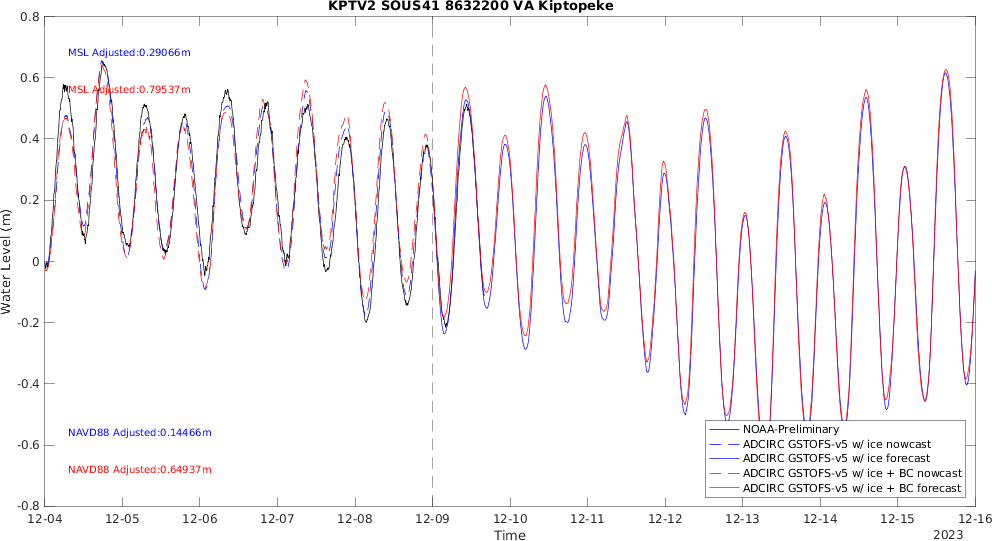 KPTV2 SOUS41 8632200 VA Kiptopeke
0.8
MSL Adjusted:0.29066m
0.6
MSL Adjusted:0.79537m
0.4
0.2
0
-0.2
-0.4
-0.6
-0.8
Water Level (m)
NAVD88 Adjusted:0.14466m
NAVD88 Adjusted:0.64937m
NOAA-Preliminary
ADCIRC GSTOFS-v5 w/ ice nowcast
ADCIRC GSTOFS-v5 w/ ice forecast
ADCIRC GSTOFS-v5 w/ ice + BC nowcast
ADCIRC GSTOFS-v5 w/ ice + BC forecast
12-04 12-05 12-06 12-07 12-08 12-09 12-10 12-11 12-12 12-13 12-14 12-15 12-16
Time
2023